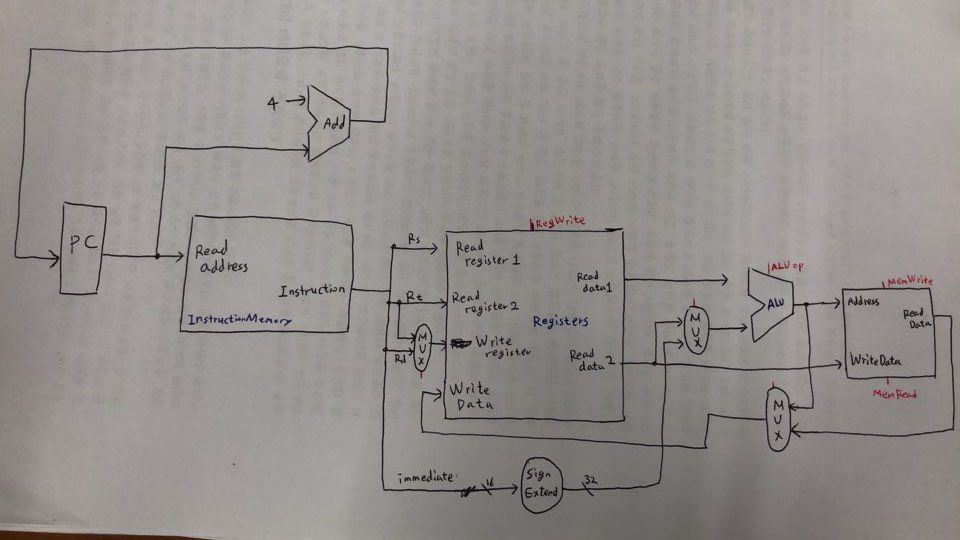 4
Add
PC
Read
address
Instruction
InstructionMemory
Rs
Rt
Rd
MUX
RegWrite
Read
register 1
Read
register 2
Write
register
Write
Data
Registers
Read
data1
Read
data 2
immediate
16
Sign
Extend
32
MUX
ALU op
ALU
MemWrite
Address
Read
Data
WriteData
MemRead
MUX